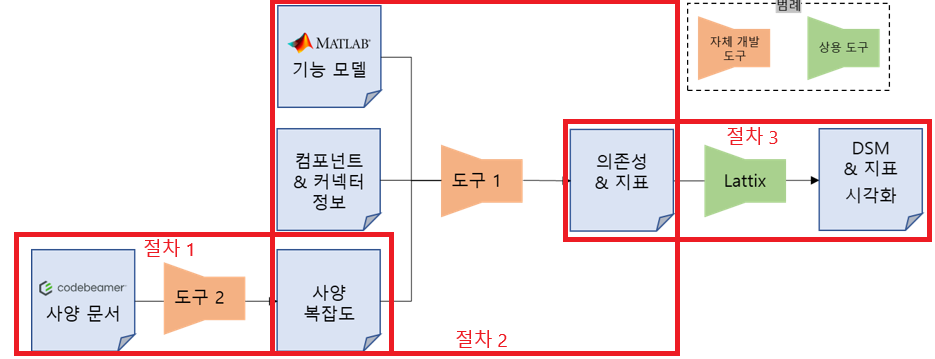 범례
자체 개발
도구
상용 도구
MATLAB®
기능 모델
컴포넌트
& 커넥터
정보
도구 1
의존성
& 지표
절차 3
Lattix
DSM
& 지표
시각화
절차 1
codebeamer
사양 문서
도구 2
사양
복잡도
절차 2